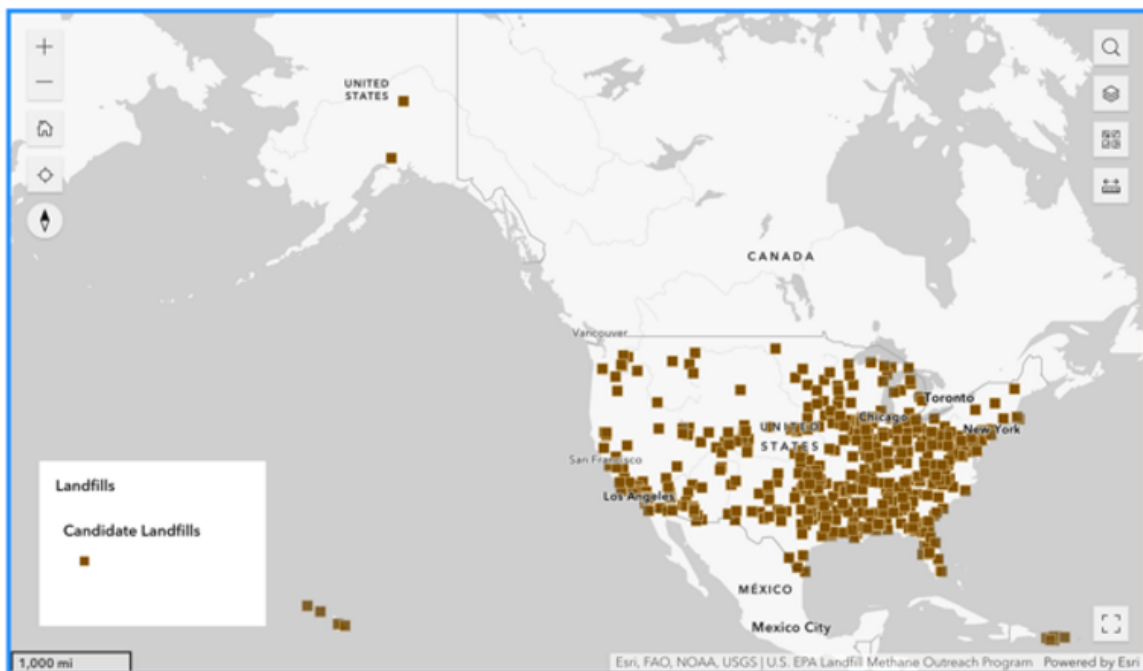 UNITED
STATES
CANADA
Vancouver
Toronto
Chicago
UNITED
STATES
New York
San Francisco
Los Angeles
Landfills
Candidate Landfills
MÉXICO
Mexico City
1,000 mi
Esri, FAO, NOAA, USGS | U.S. EPA Landfill Methane Outreach Program Powered by Esri